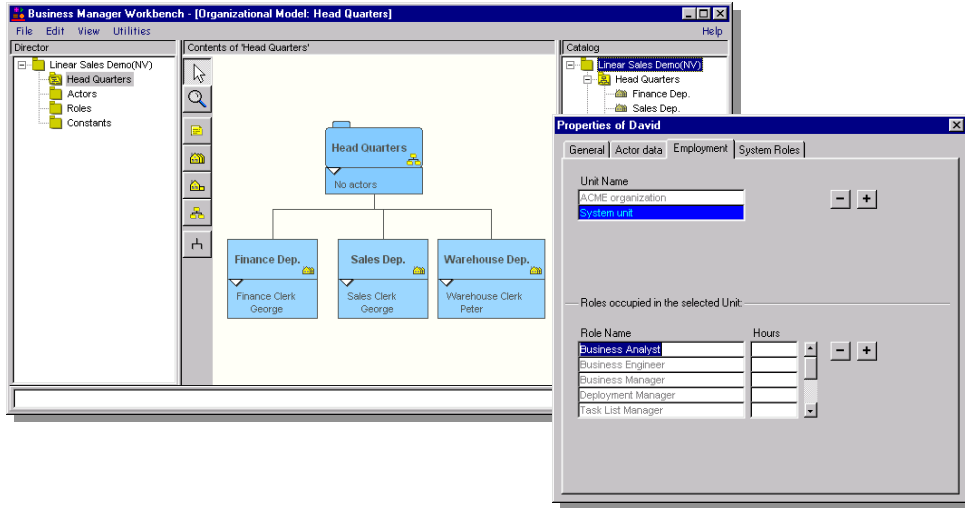 Business Manager Workbench - [Organizational Model: Head Quarters]
File Edit View Utilities Help
Director
Linear Sales Demo(NV)
Head Quarters
Actors
Roles
Constants
Contents of 'Head Quarters'
Head Quarters
No actors
Finance Dep.
Finance Clerk
George
Sales Dep.
Sales Clerk
George
Warehouse Dep.
Warehouse Clerk
Peter
Catalog
Linear Sales Demo(NV)
Head Quarters
Finance Dep.
Sales Dep.
Properties of David
General Actor data Employment System Roles
Unit Name
ACME organization
System unit
Roles occupied in the selected Unit:
Role Name Hours
Business Analyst
Business Engineer
Business Manager
Deployment Manager
Task List Manager